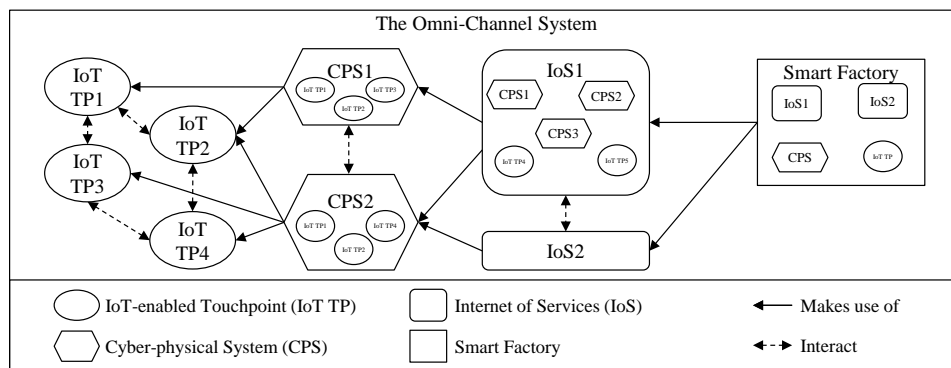 The Omni-Channel System
IoT
TP1
IoT
TP2
IoT
TP3
IoT
TP4
CPS1
IoT TP1
IoT TP3
IoT TP2
CPS2
IoT TP1
IoT TP4
IoT TP2
IoS1
CPS1
CPS2
CPS3
IoT TP4
IoT TP5
IoS2
Smart Factory
IoS1
IoS2
CPS
IoT TP
IoT-enabled Touchpoint (IoT TP)
Internet of Services (IoS)
Makes use of
Cyber-physical System (CPS)
Smart Factory
Interact